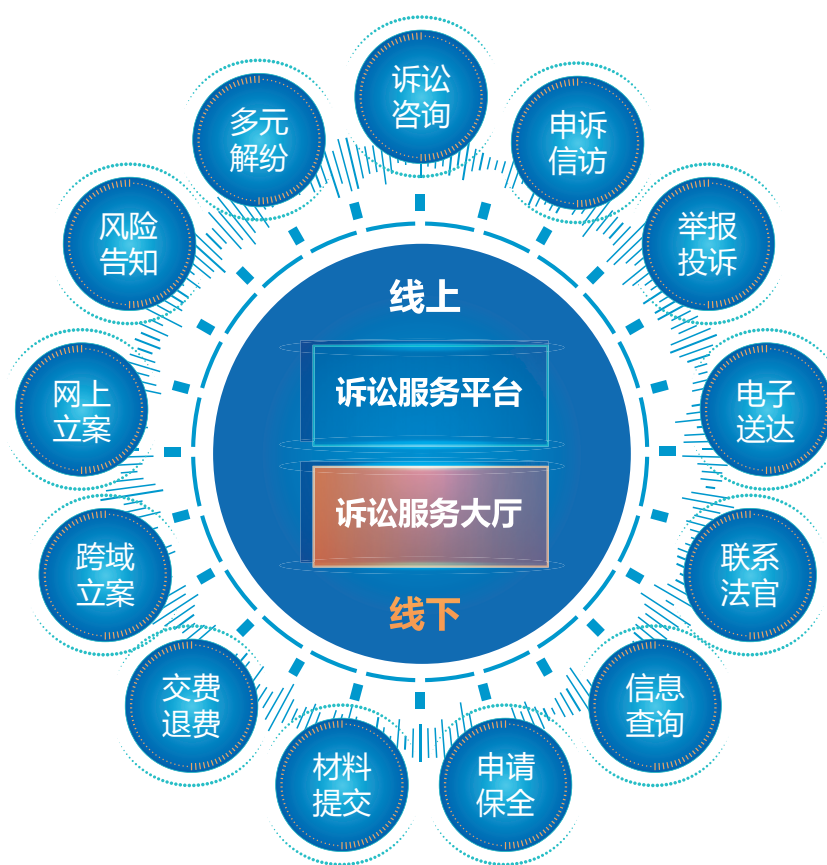 诉讼
咨询
申诉
信访
举报
投诉
电子
送达
联系
法官
信息
查询
申请
保全
材料
提交
交费
退费
跨域
立案
网上
立案
风险
告知
多元
解纷
线上
诉讼服务平台
诉讼服务大厅
线下